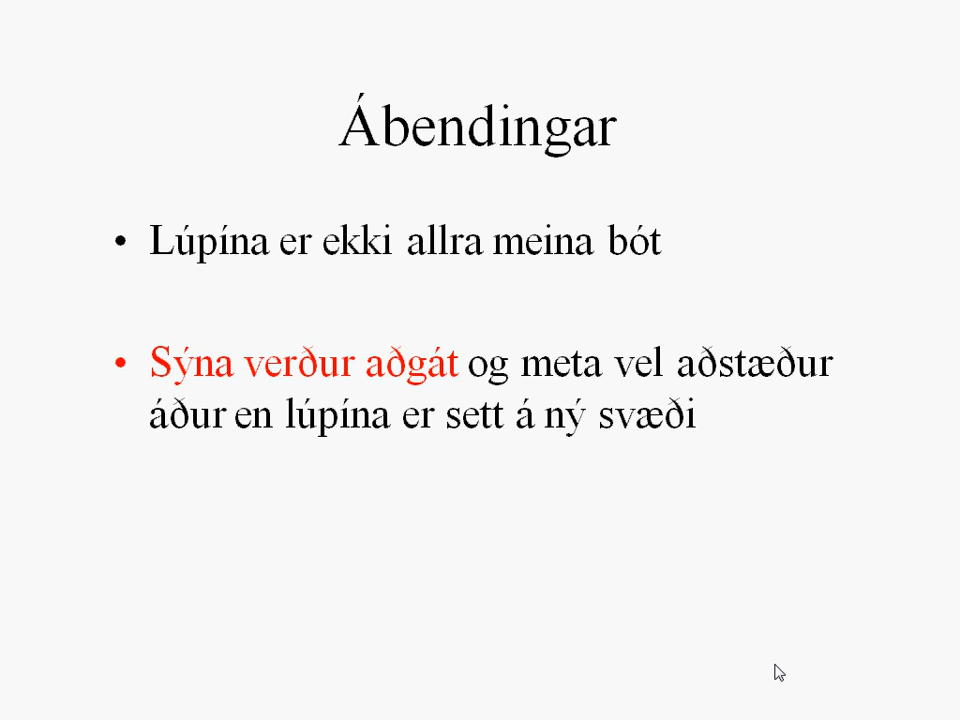 Ábendingar
• Lúpína er ekki allra meina bót
• Sýna verður aðgát og meta vel aðstæður
áður en lúpína er sett á ný svæði